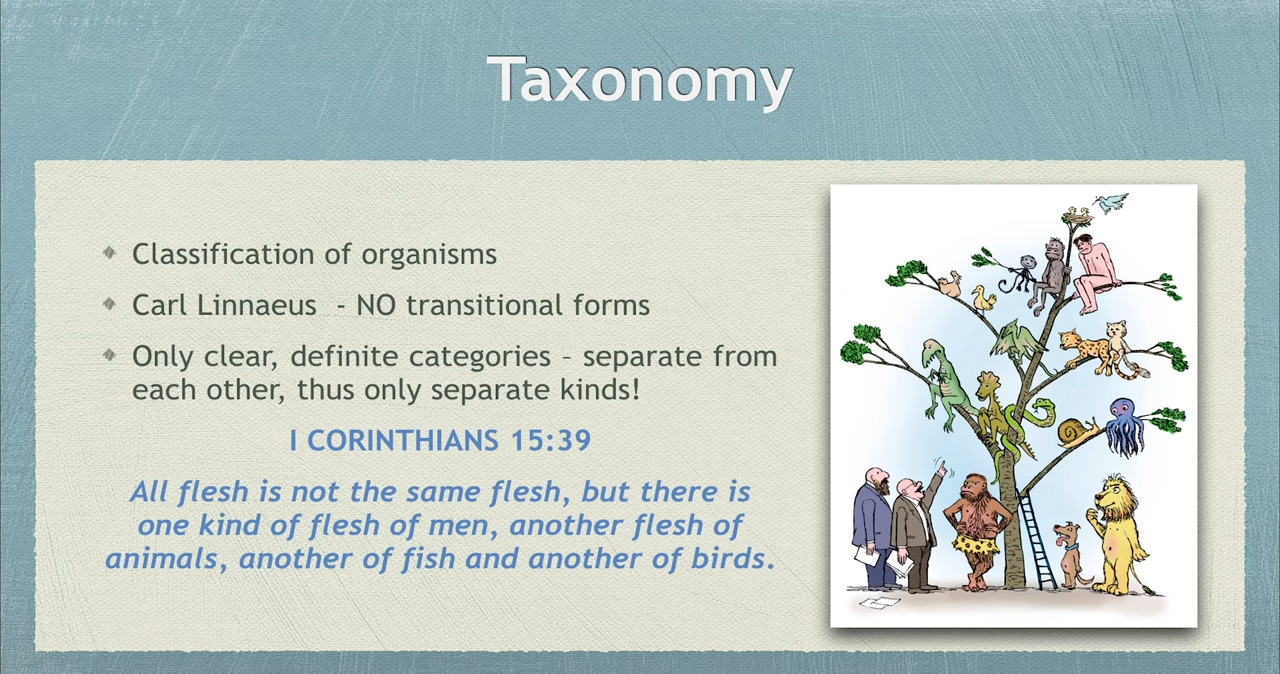 Taxonomy
Classification of organisms
Carl Linnaeus - NO transitional forms
Only clear, definite categories – separate from
each other, thus only separate kinds!
I CORINTHIANS 15:39
All flesh is not the same flesh, but there is
one kind of flesh of men, another flesh of
animals, another of fish and another of birds.